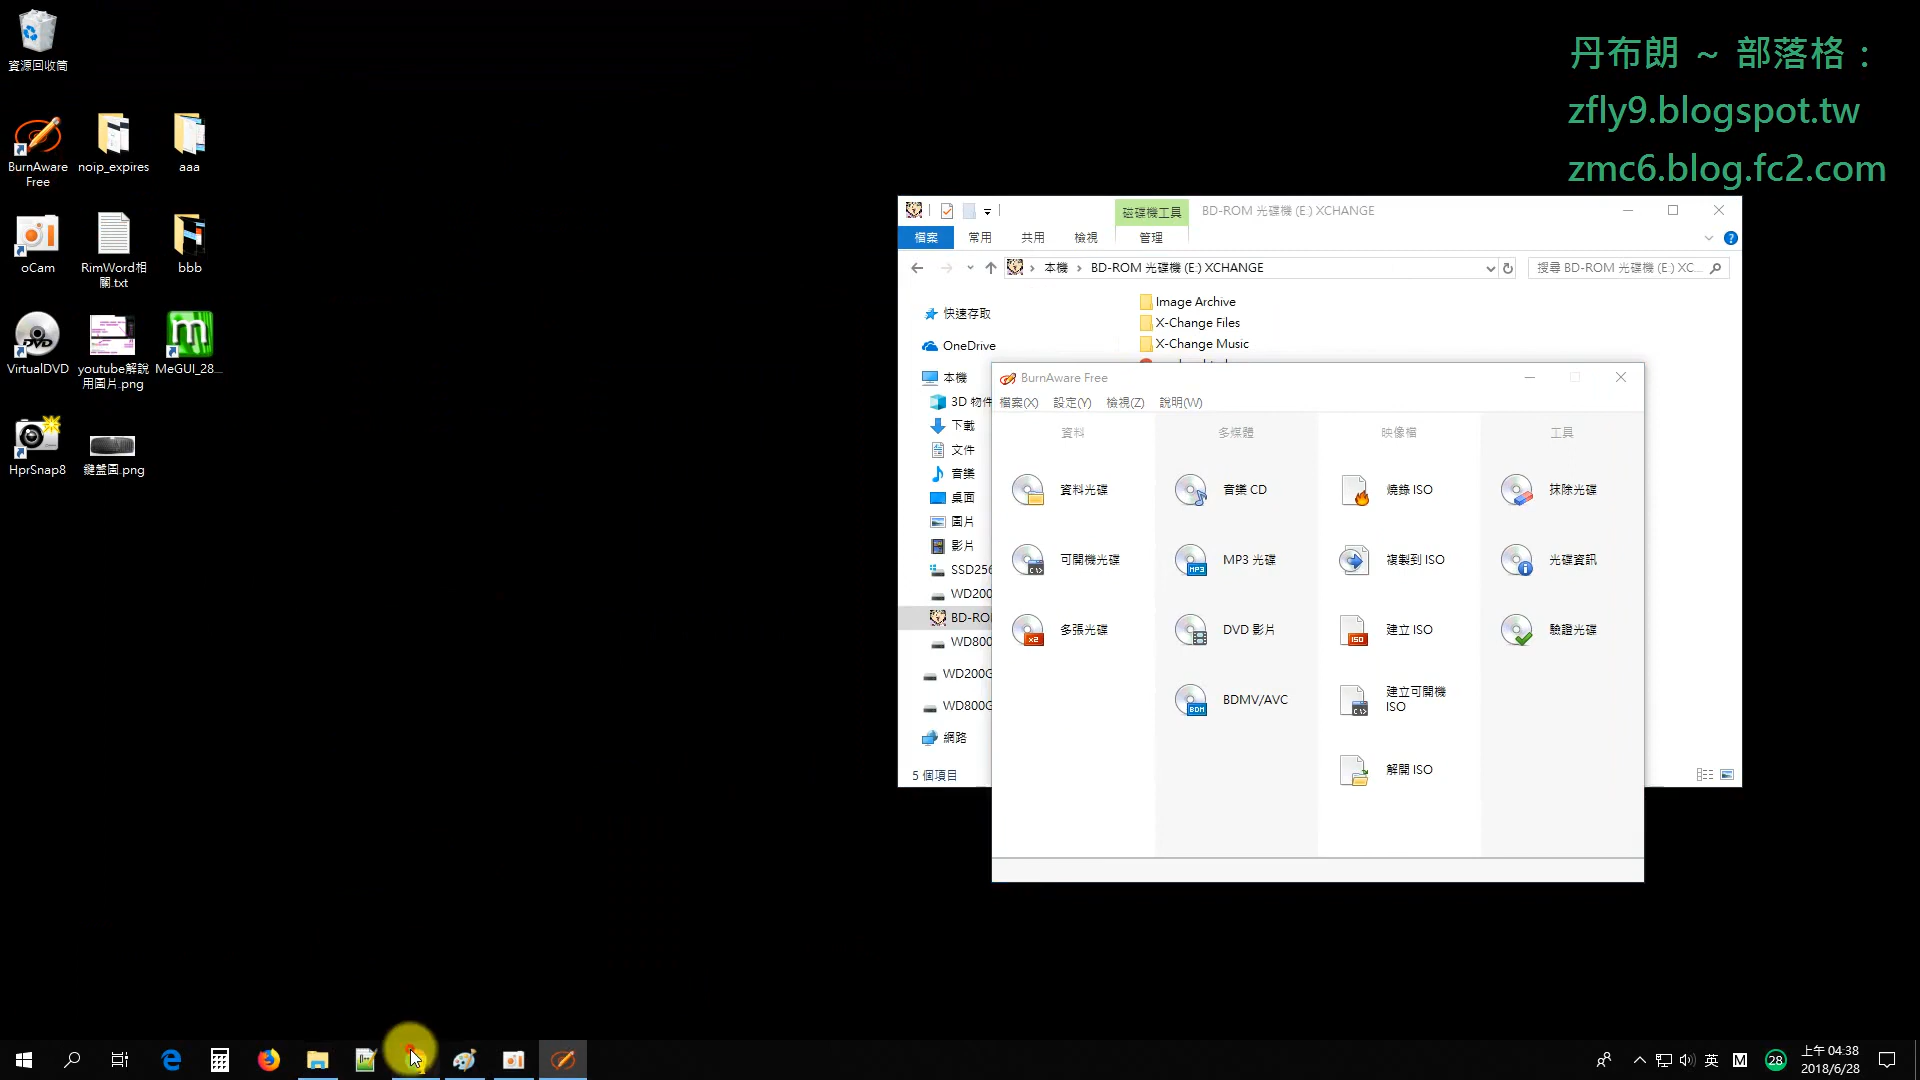 資源回收筒
BurnAware
Free
noip_expires
aaa
oCam
RimWord相
關.txt
bbb
VirtualDVD
youtube解說
用圖片.png
MeGUI_28...
HprSnap8
鍵盤圖.png
丹布朗 ~ 部落格：
zfly9.blogspot.tw
zmc6.blog.fc2.com
磁碟機工具
BD-ROM 光碟機 (E:) XCHANGE
檔案
常用
共用
檢視
管理
本機 › BD-ROM 光碟機 (E:) XCHANGE
搜尋 BD-ROM 光碟機 (E:) XC...
快速存取
OneDrive
本機
3D 物件
下載
文件
音樂
桌面
圖片
影片
SSD256
WD200
BD-RO
WD800
WD200G
WD800G
網路
5 個項目
Image Archive
X-Change Files
X-Change Music
BurnAware Free
檔案(X)
設定(Y)
檢視(Z)
說明(W)
資料
多媒體
映像檔
工具
資料光碟
音樂 CD
燒錄 ISO
抹除光碟
可開機光碟
MP3 光碟
複製到 ISO
光碟資訊
多張光碟
DVD 影片
建立 ISO
驗證光碟
BDMV/AVC
建立可開機
ISO
解開 ISO
英
M
28
上午 04:38
2018/6/28